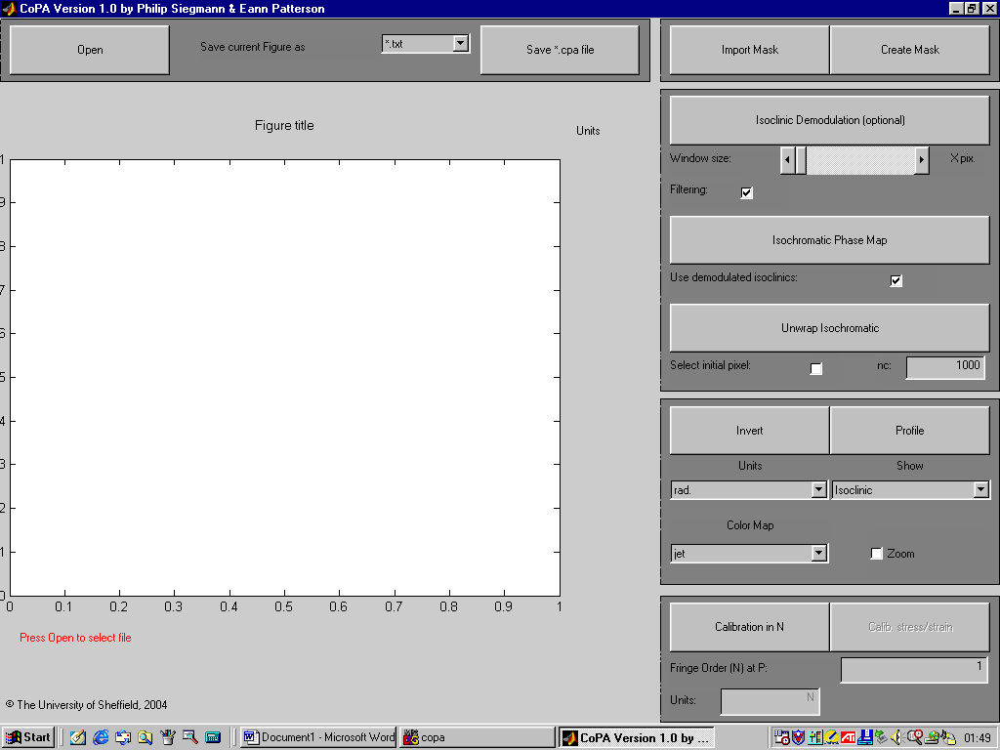 CoPA Version 1.0 by Philip Siegmann & Eann Patterson
Open
Save current Figure as
*.txt
Save *.cpa file
Import Mask
Create Mask
Figure title
Units
1
9
8
7
6
5
4
3
2
1
0
0 0.1 0.2 0.3 0.4 0.5 0.6 0.7 0.8 0.9 1
Press Open to select file
© The University of Sheffield, 2004
Isoclinic Demodulation (optional)
Window size:
X pix.
Filtering:
Isochromatic Phase Map
Use demodulated isoclinics:
Unwrap Isochromatic
Select initial pixel:
nc: 1000
Invert
Profile
Units
Show
rad.
Isoclinic
Color Map
jet
Zoom
Calibration in N
Calib. stress/strain
Fringe Order (N) at P: 1
Units: N
Start
Document1 - Microsoft Word
copa
CoPA Version 1.0 by ...
01:49